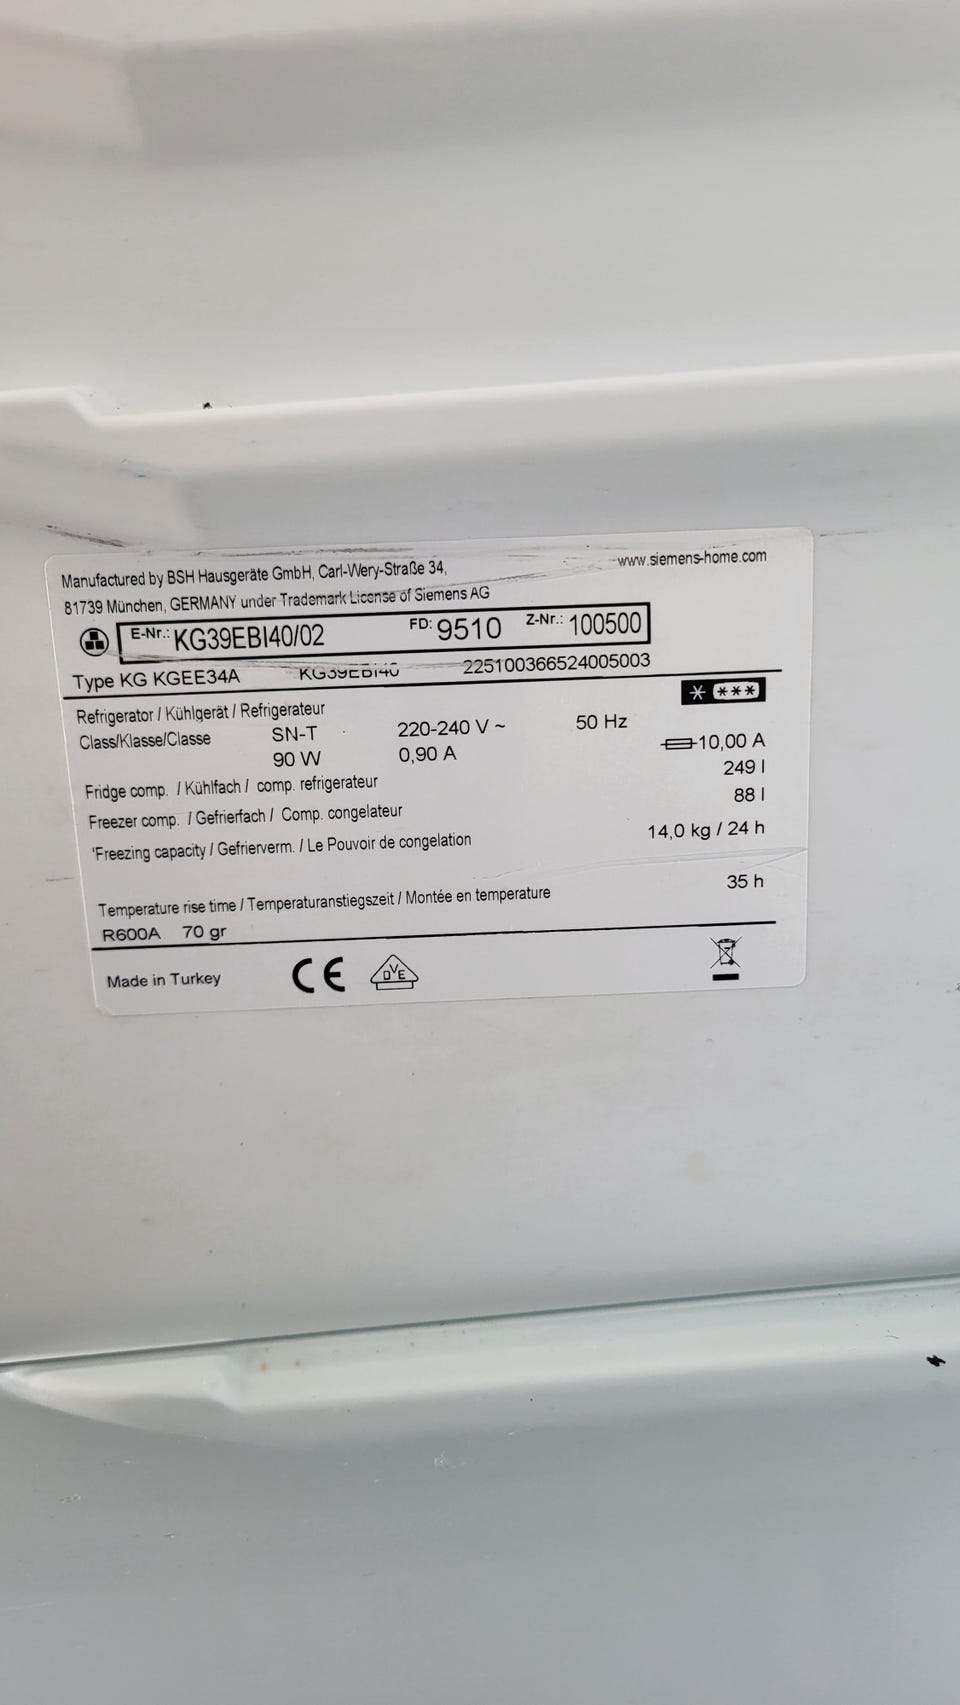 Manufactured by BSH Hausgeräte GmbH, Carl-Wery-Straße 34,
www.siemens-home.com
81739 München, GERMANY under Trademark License of Siemens AG
E-Nr.: KG39EBI40/02 FD: 9510 Z-Nr.: 100500
Type KG KGEE34A KG39EBI40 225100366524005003
Refrigerator / Kühlgerät / Refrigerateur
Class/Klasse/Classe SN-T 220-240 V ~ 50 Hz
90 W 0,90 A 10,00 A
Fridge comp. / Kühlfach / comp. refrigerateur 249 l
Freezer comp. / Gefrierfach / Comp. congelateur 88 l
'Freezing capacity / Gefrierverm. / Le Pouvoir de congelation 14,0 kg / 24 h
Temperature rise time / Temperaturanstiegszeit / Montée en temperature 35 h
R600A 70 gr
Made in Turkey CE DVE